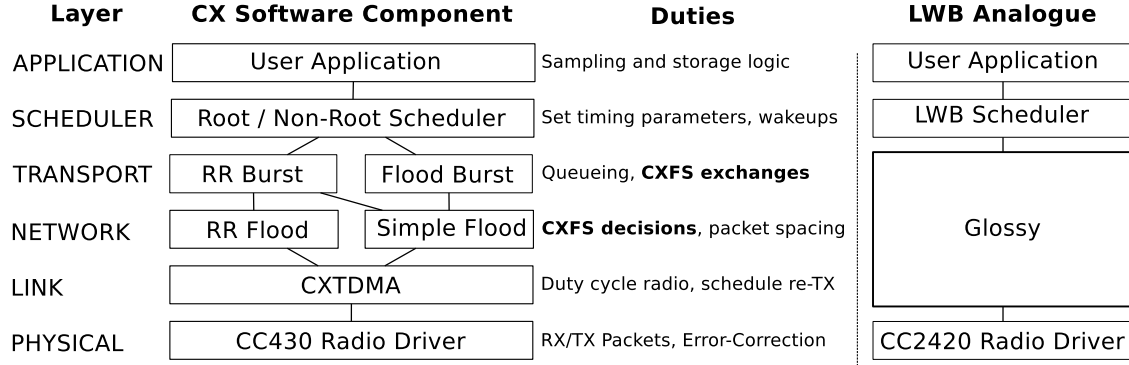 Layer CX Software Component Duties LWB Analogue
APPLICATION User Application Sampling and storage logic User Application
SCHEDULER Root / Non-Root Scheduler Set timing parameters, wakeups LWB Scheduler
TRANSPORT RR Burst Flood Burst Queueing, CXFS exchanges
NETWORK RR Flood Simple Flood CXFS decisions, packet spacing Glossy
LINK CXTDMA Duty cycle radio, schedule re-TX
PHYSICAL CC430 Radio Driver RX/TX Packets, Error-Correction CC2420 Radio Driver